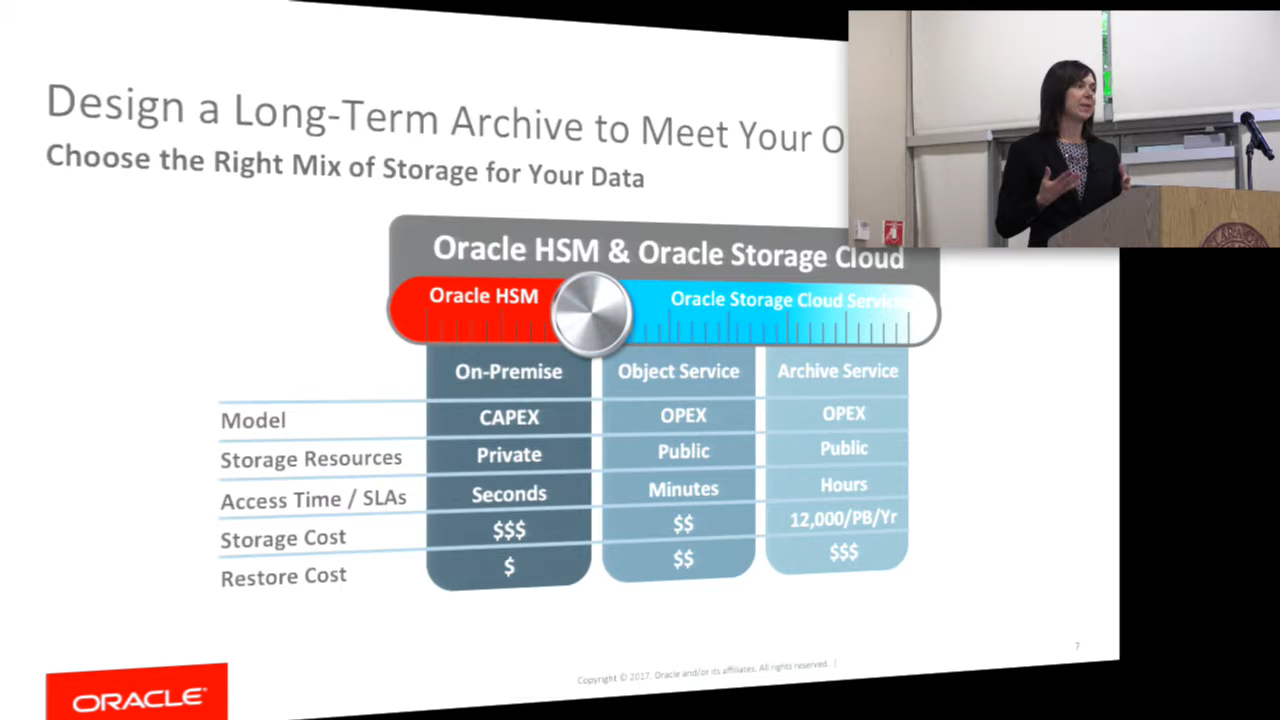 Design a Long-Term Archive to Meet Your O
Choose the Right Mix of Storage for Your Data
Oracle HSM & Oracle Storage Cloud
Oracle HSM
Oracle Storage Cloud Service
On-Premise Object Service Archive Service
Model CAPEX OPEX OPEX
Storage Resources Private Public Public
Access Time / SLAs Seconds Minutes Hours
Storage Cost $$$ $$ 12,000/PB/Yr
Restore Cost $ $$ $$$
7
Copyright © 2017, Oracle and/or its affiliates. All rights reserved. |
ORACLE®